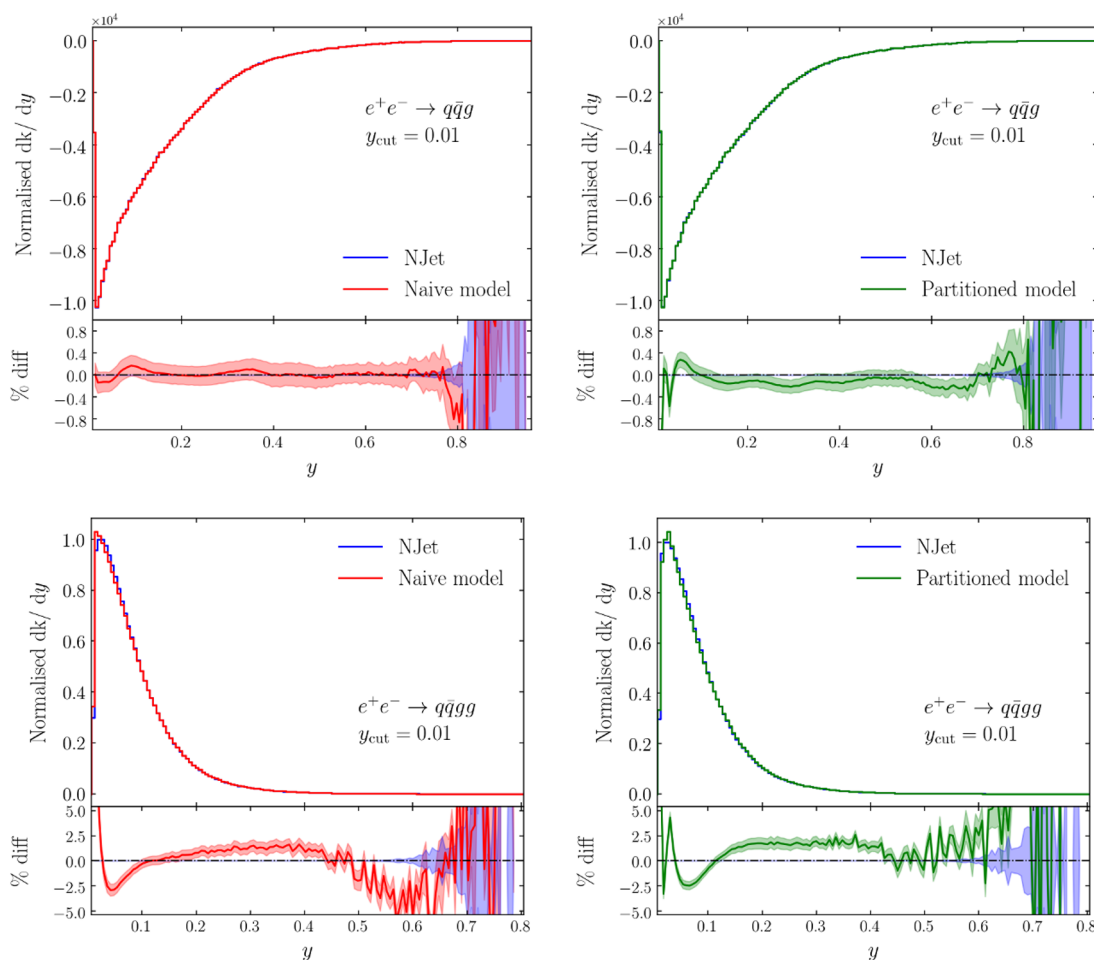 ×10⁴
0.0
−0.2
−0.4
−0.6
−0.8
−1.0
Normalised dk/ dy
e⁺e⁻ → qq̄g
y_cut = 0.01
NJet
Naive model
0.8
0.4
0.0
−0.4
−0.8
% diff
0.2 0.4 0.6 0.8
y
×10⁴
0.0
−0.2
−0.4
−0.6
−0.8
−1.0
Normalised dk/ dy
e⁺e⁻ → qq̄g
y_cut = 0.01
NJet
Partitioned model
0.8
0.4
0.0
−0.4
−0.8
% diff
0.2 0.4 0.6 0.8
y
1.0
0.8
0.6
0.4
0.2
0.0
Normalised dk/ dy
NJet
Naive model
e⁺e⁻ → qq̄gg
y_cut = 0.01
5.0
2.5
0.0
−2.5
−5.0
% diff
0.1 0.2 0.3 0.4 0.5 0.6 0.7 0.8
y
1.0
0.8
0.6
0.4
0.2
0.0
Normalised dk/ dy
NJet
Partitioned model
e⁺e⁻ → qq̄gg
y_cut = 0.01
5.0
2.5
0.0
−2.5
−5.0
% diff
0.1 0.2 0.3 0.4 0.5 0.6 0.7 0.8
y